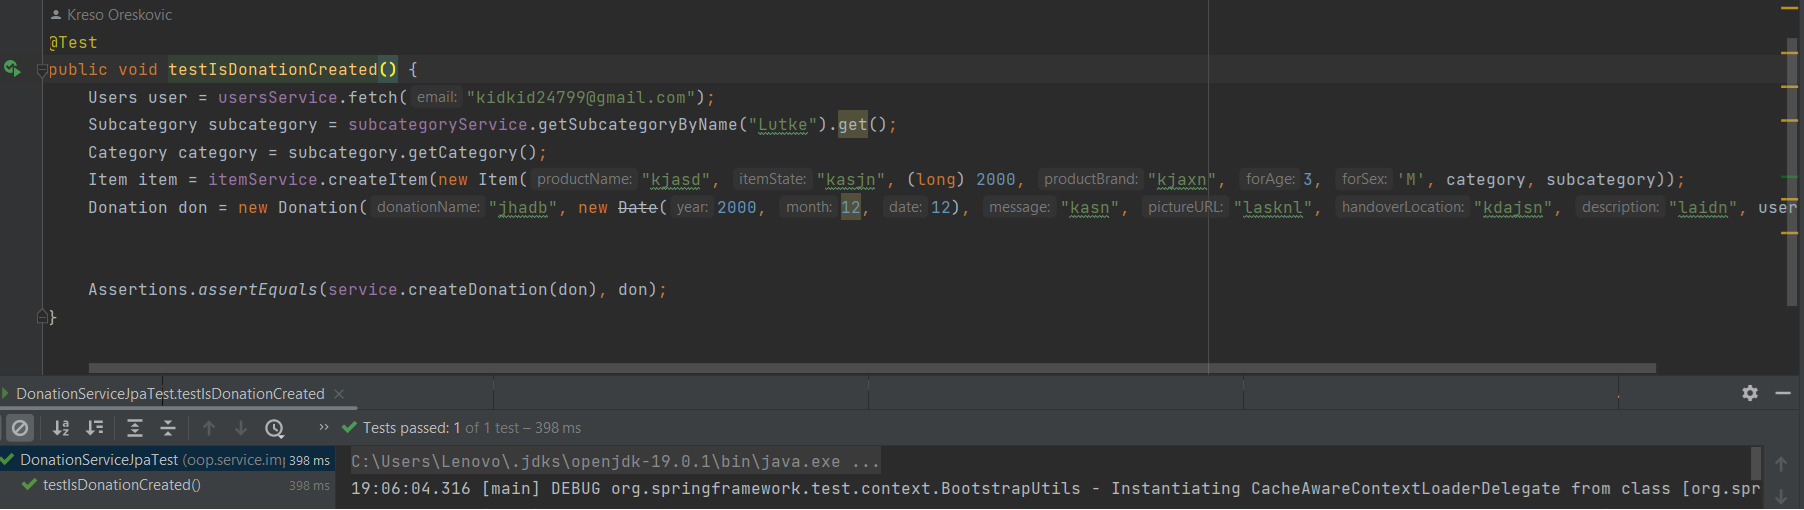 Kreso Oreskovic
@Test
public void testIsDonationCreated() {
Users user = usersService.fetch( email: "kidkid24799@gmail.com");
Subcategory subcategory = subcategoryService.getSubcategoryByName("Lutke").get();
Category category = subcategory.getCategory();
Item item = itemService.createItem(new Item( productName: "kjasd", itemState: "kasjn", (long) 2000, productBrand: "kjaxn", forAge: 3, forSex: 'M', category, subcategory));
Donation don = new Donation( donationName: "jhadb", new Date( year: 2000, month: 12, date: 12), message: "kasn", pictureURL: "lasknl", handoverLocation: "kdajsn", description: "laidn", user
Assertions.assertEquals(service.createDonation(don), don);
}
DonationServiceJpaTest.testIsDonationCreated
Tests passed: 1 of 1 test – 398 ms
DonationServiceJpaTest (oop.service.im 398 ms
C:\Users\Lenovo\.jdks\openjdk-19.0.1\bin\java.exe ...
testIsDonationCreated() 398 ms
19:06:04.316 [main] DEBUG org.springframework.test.context.BootstrapUtils - Instantiating CacheAwareContextLoaderDelegate from class [org.spr